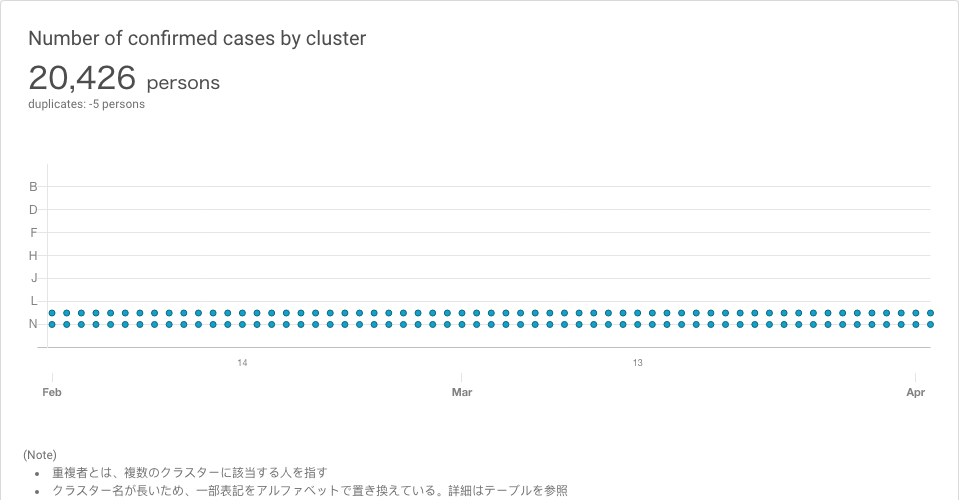 Number of confirmed cases by cluster
20,426 persons
duplicates: -5 persons
B
D
F
H
J
L
N
14 13
Feb Mar Apr
(Note)
• 重複者とは、複数のクラスターに該当する人を指す
• クラスター名が長いため、一部表記をアルファベットで置き換えている。詳細はテーブルを参照